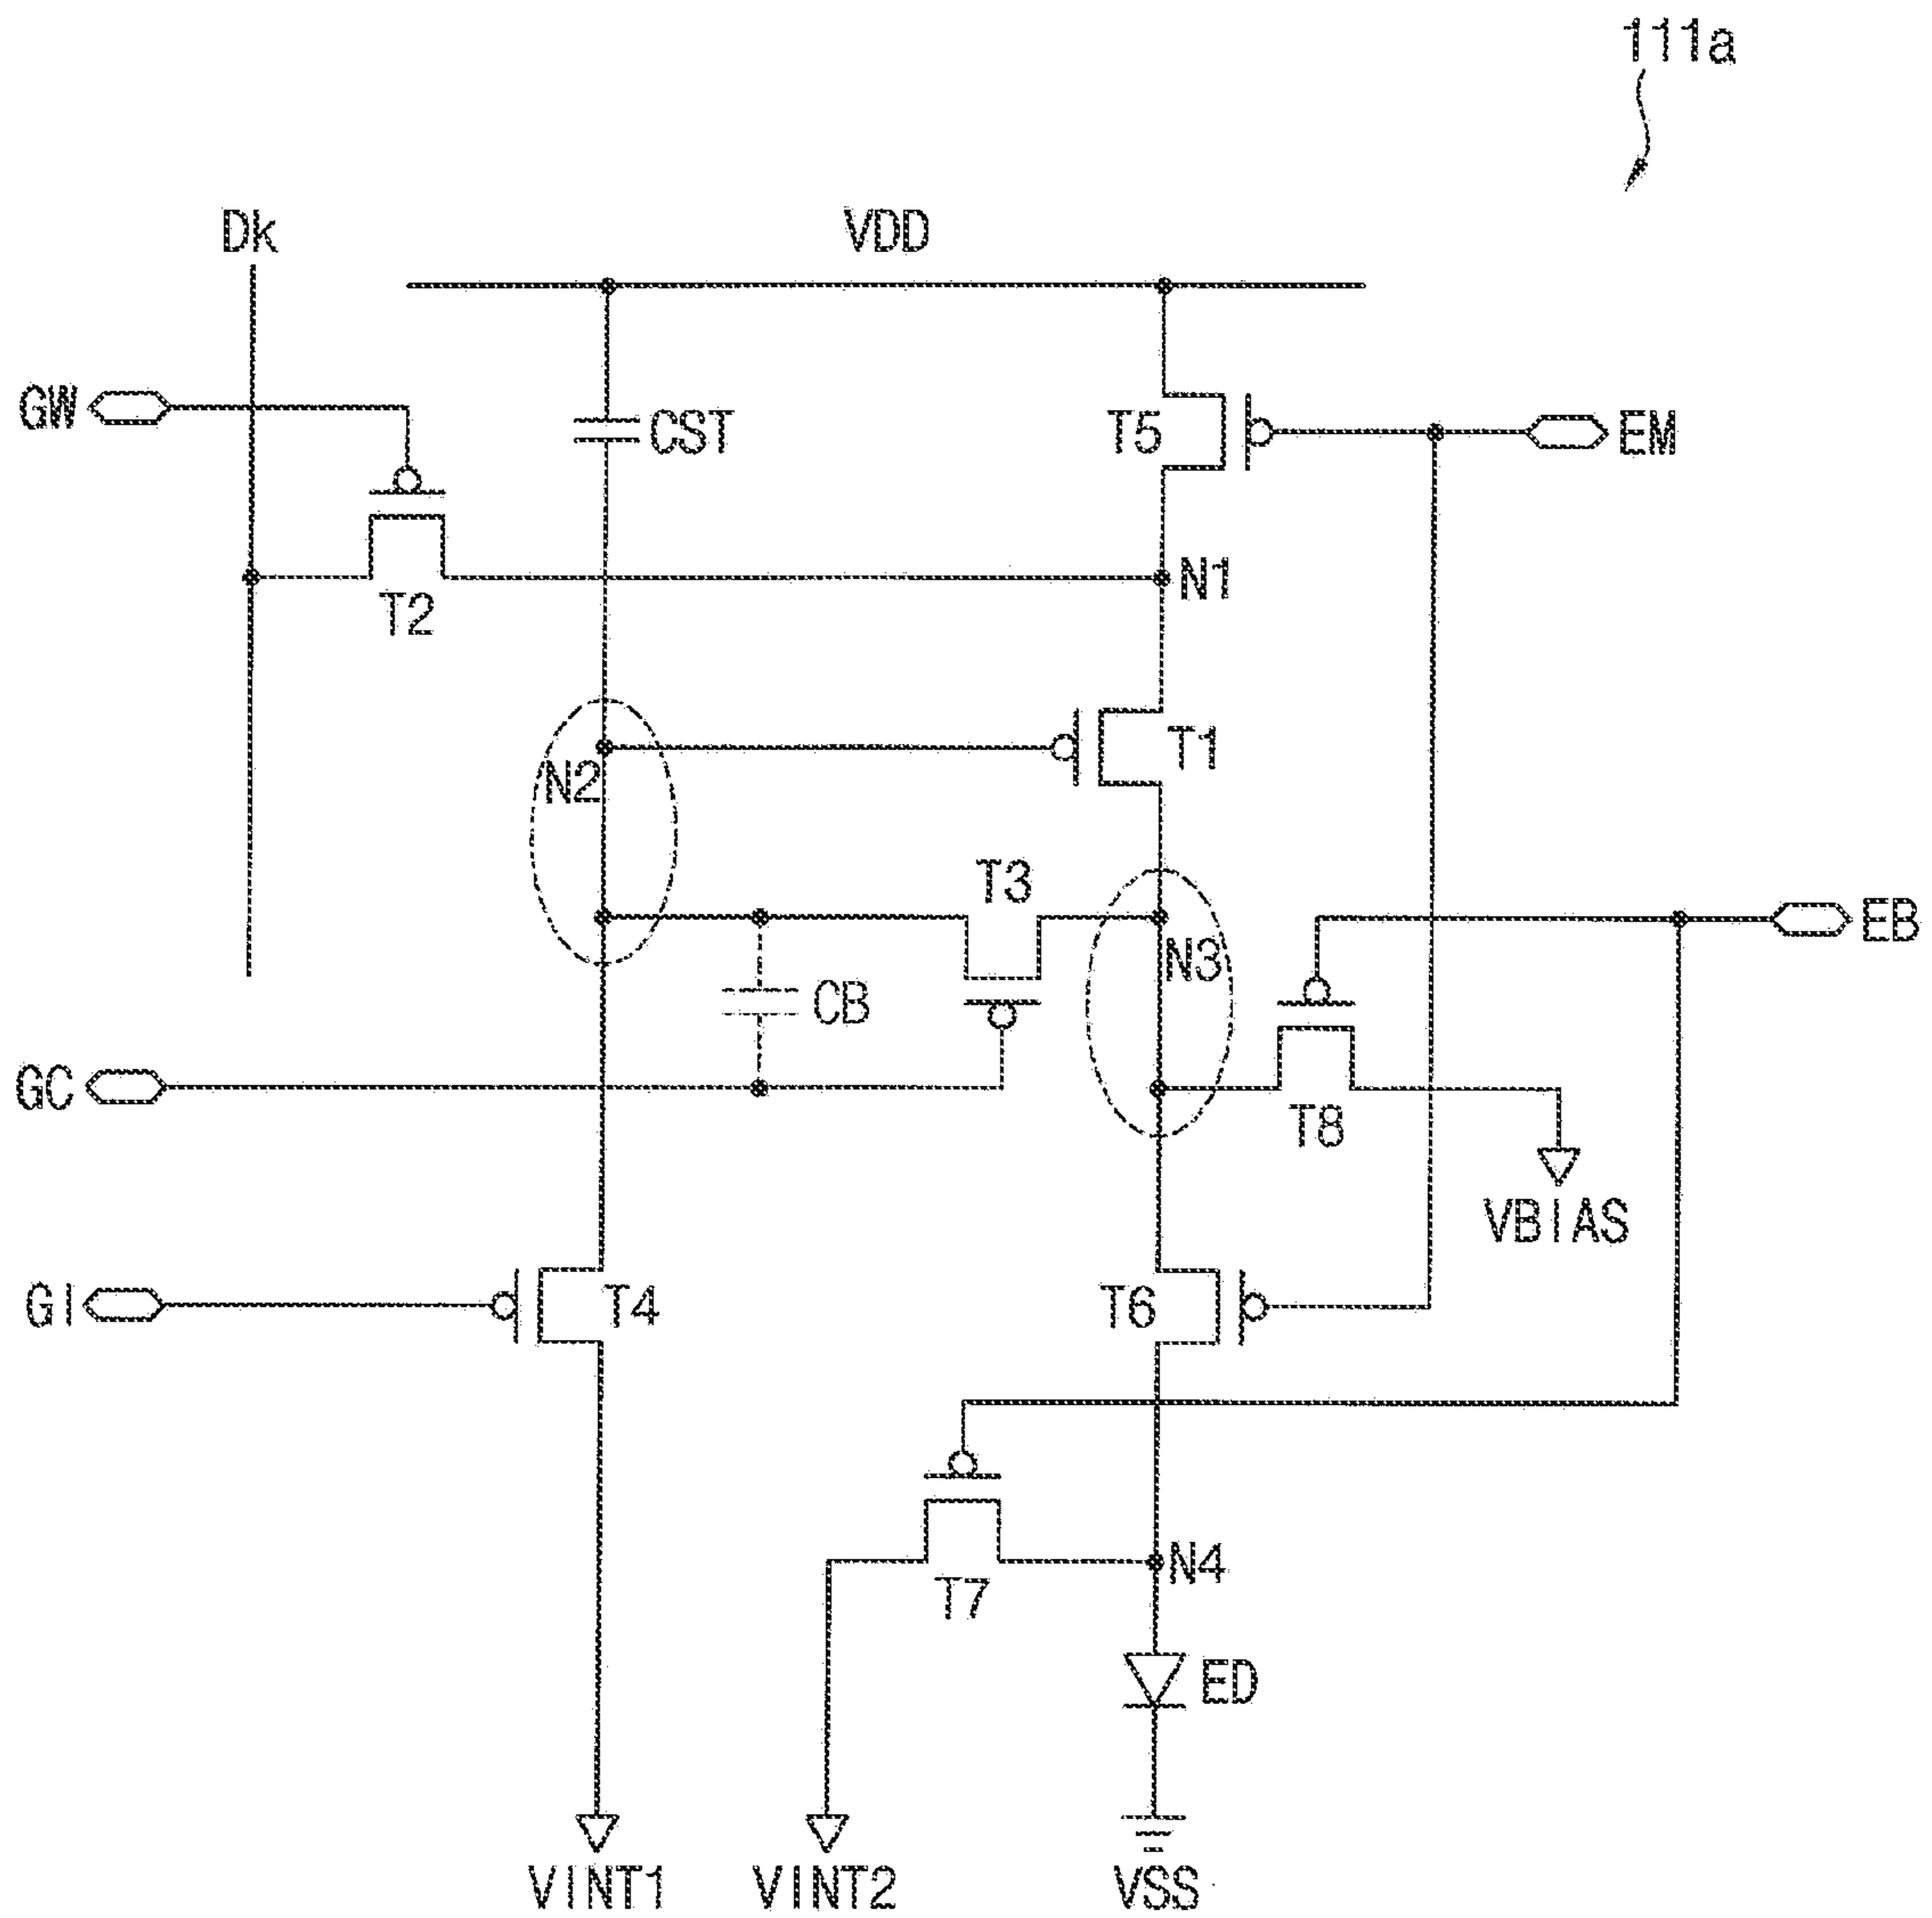 111a
Dk
VDD
GW
CST
T5
EM
T2
N1
N2
T1
T3
EB
N3
CB
GC
T8
VBIAS
GI
T4
T6
N4
T7
ED
VINT1
VINT2
VSS